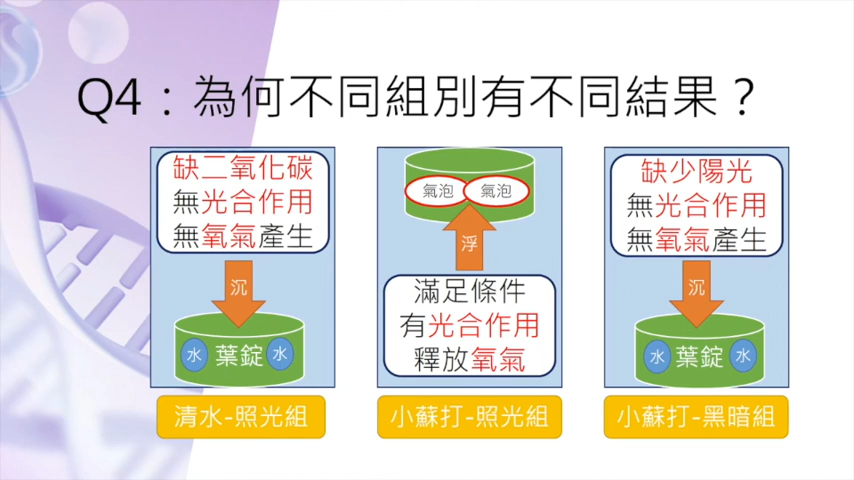 Q4：為何不同組別有不同結果？
缺二氧化碳
無光合作用
無氧氣產生
沉
水 葉錠 水
清水-照光組
氣泡 氣泡
浮
滿足條件
有光合作用
釋放氧氣
小蘇打-照光組
缺少陽光
無光合作用
無氧氣產生
沉
水 葉錠 水
小蘇打-黑暗組